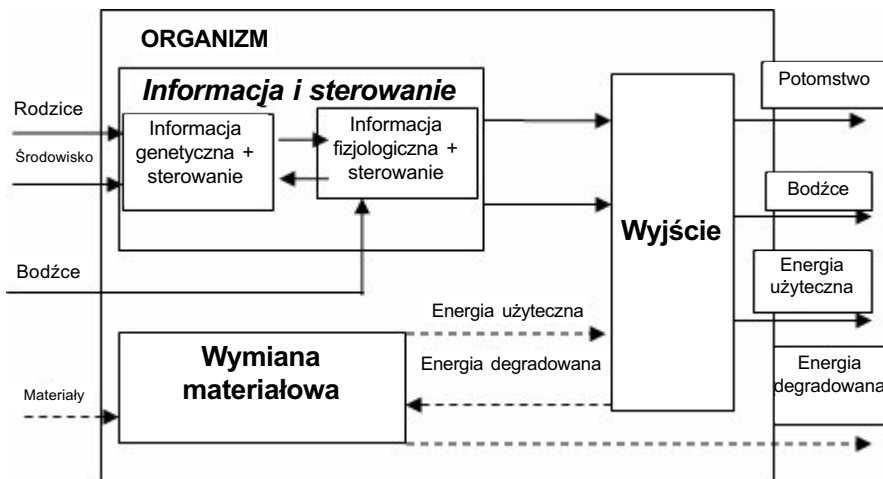 ORGANIZM
Informacja i sterowanie
Rodzice
Środowisko
Informacja
genetyczna +
sterowanie
Informacja
fizjologiczna +
sterowanie
Bodźce
Wyjście
Potomstwo
Bodźce
Energia
użyteczna
Energia użyteczna
Wymiana
materiałowa
Energia degradowana
Energia
degradowana
Materiały